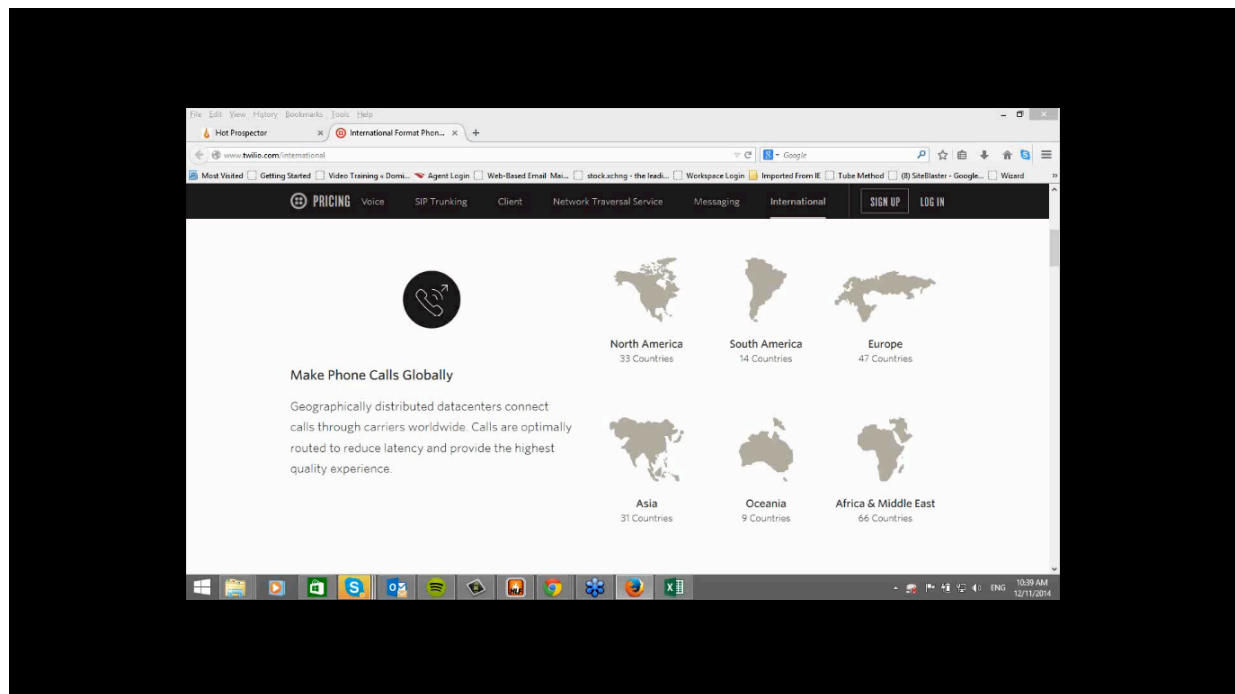 File Edit View History Bookmarks Tools Help
Hot Prospector × International Format Phon... × +
www.twilio.com/international Google
Most Visited Getting Started Video Training « Domi... Agent Login Web-Based Email Mai... stock.xchng - the leadi... Workspace Login Imported From IE Tube Method (8) SiteBlaster - Google... Wizard »
PRICING Voice SIP Trunking Client Network Traversal Service Messaging International SIGN UP LOG IN
North America South America Europe
33 Countries 14 Countries 47 Countries
Make Phone Calls Globally
Geographically distributed datacenters connect
calls through carriers worldwide. Calls are optimally
routed to reduce latency and provide the highest
quality experience.
Asia Oceania Africa & Middle East
31 Countries 9 Countries 66 Countries
10:39 AM
ENG
12/11/2014